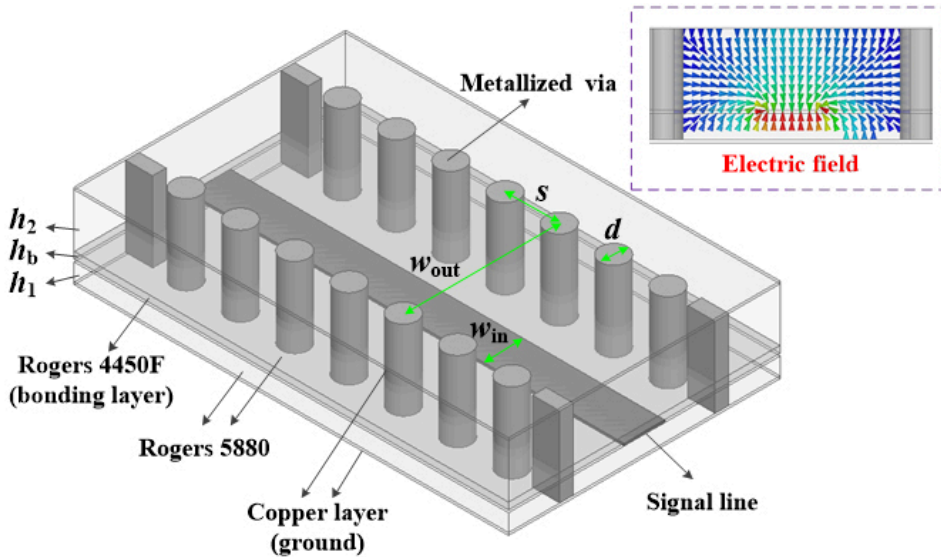 Metallized via
Electric field
s
d
h2
hb
h1
wout
win
Rogers 4450F
(bonding layer)
Rogers 5880
Copper layer
(ground)
Signal line